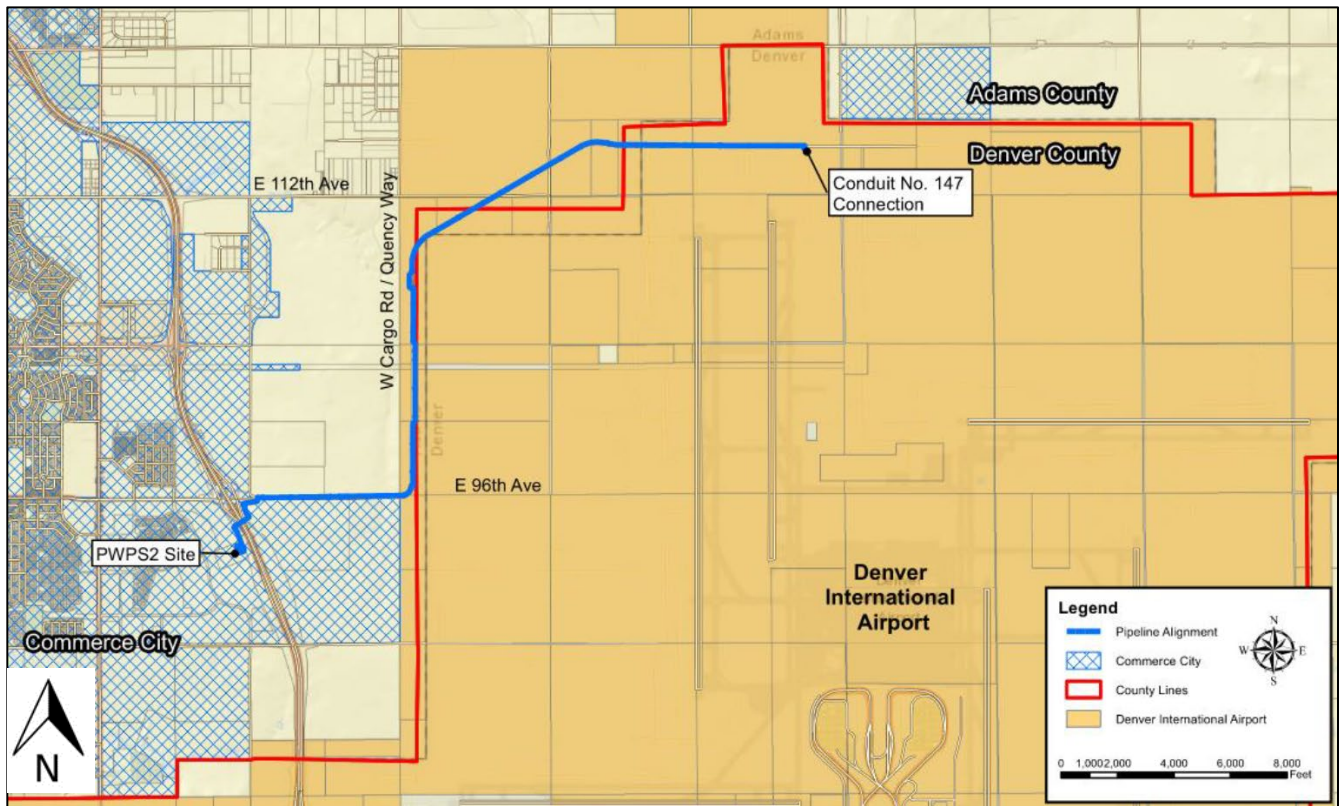 Adams
Denver
Adams County
Denver County
E 112th Ave
Conduit No. 147
Connection
W Cargo Rd / Quency Way
Denver
E 96th Ave
PWPS2 Site
Denver
International
Airport
Commerce City
N
Legend
Pipeline Alignment
Commerce City
County Lines
Denver International Airport
N
W
E
S
0 1,000 2,000 4,000 6,000 8,000
Feet